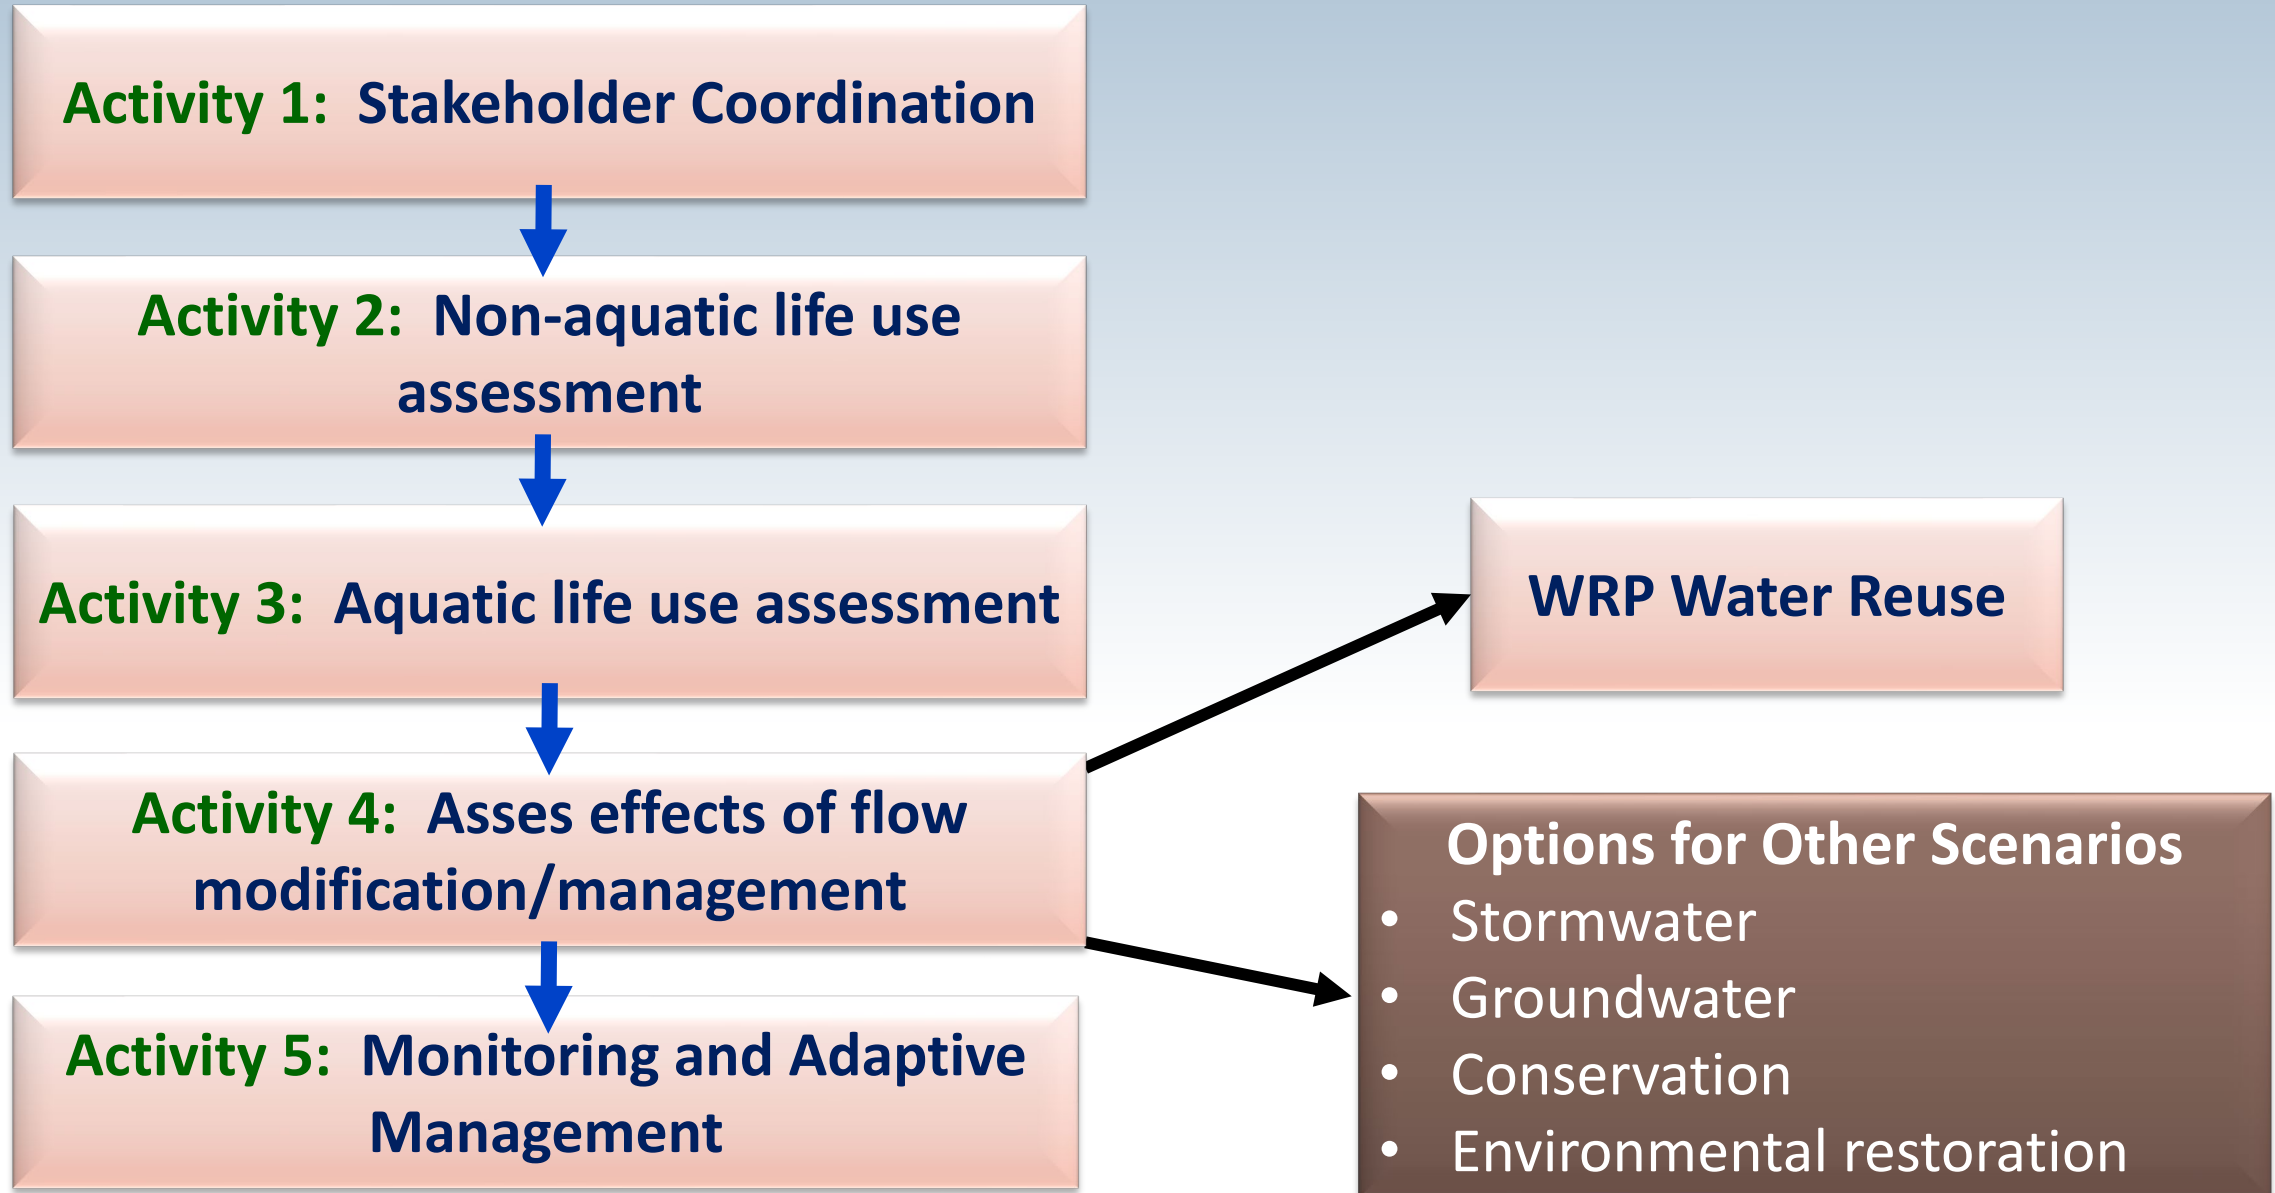 Activity 1: Stakeholder Coordination
Activity 2: Non-aquatic life use
assessment
Activity 3: Aquatic life use assessment
Activity 4: Asses effects of flow
modification/management
Activity 5: Monitoring and Adaptive
Management
WRP Water Reuse
Options for Other Scenarios
• Stormwater
• Groundwater
• Conservation
• Environmental restoration